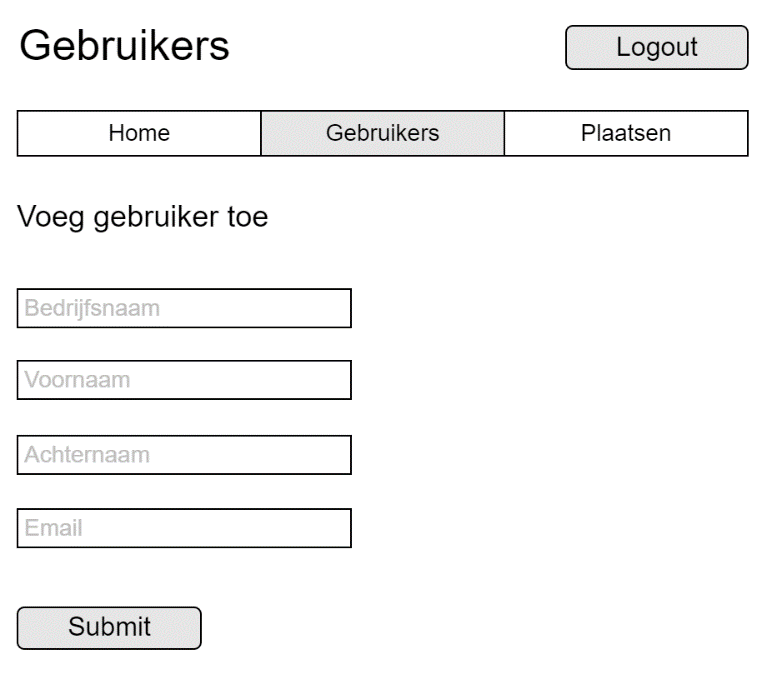 Gebruikers
Logout
Home
Gebruikers
Plaatsen
Voeg gebruiker toe
Bedrijfsnaam
Voornaam
Achternaam
Email
Submit